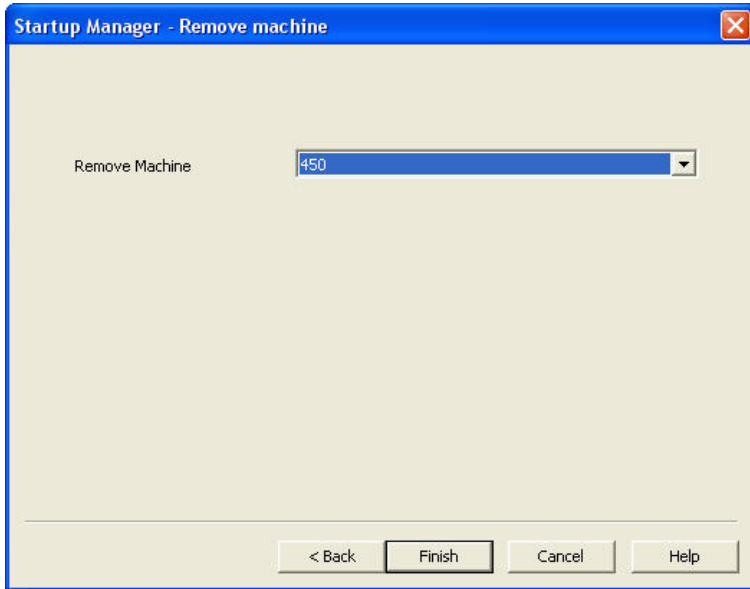 Startup Manager - Remove machine
Remove Machine
450
< Back
Finish
Cancel
Help